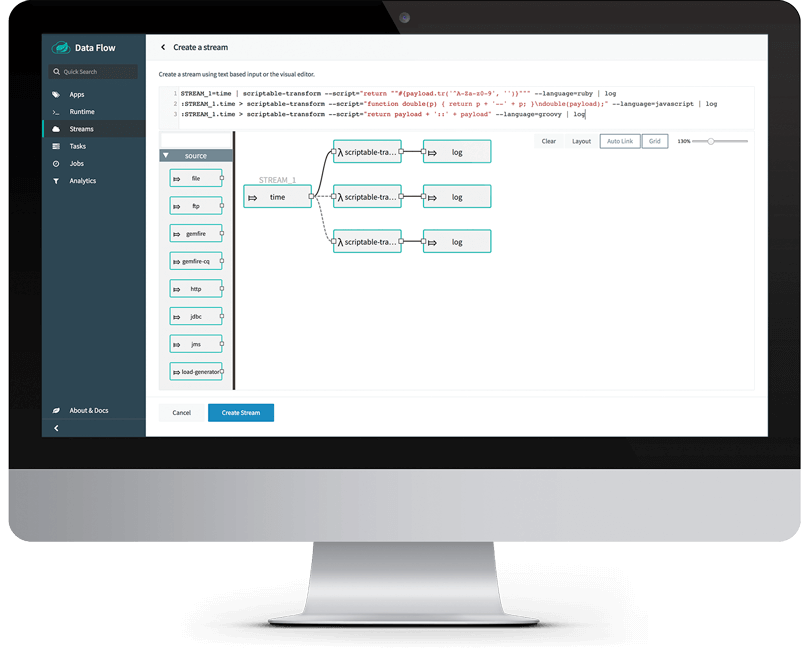 Data Flow
Quick Search
Apps
Runtime
Streams
Tasks
Jobs
Analytics
About & Docs
Create a stream
Create a stream using text based input or the visual editor.
1 STREAM_1=time | scriptable-transform --script="return ""#{payload.tr('^A-Za-z0-9', '')}""" --language=ruby | log
2 :STREAM_1.time > scriptable-transform --script="function double(p) { return p + '--' + p; }\ndouble(payload);" --language=javascript | log
3 :STREAM_1.time > scriptable-transform --script="return payload + '::' + payload" --language=groovy | log
Clear Layout Auto Link Grid 130%
source
file
ftp
gemfire
gemfire-cq
http
jdbc
jms
load-generator
STREAM_1
time
λ scriptable-tra... log
λ scriptable-tra... log
λ scriptable-tra... log
Cancel Create Stream